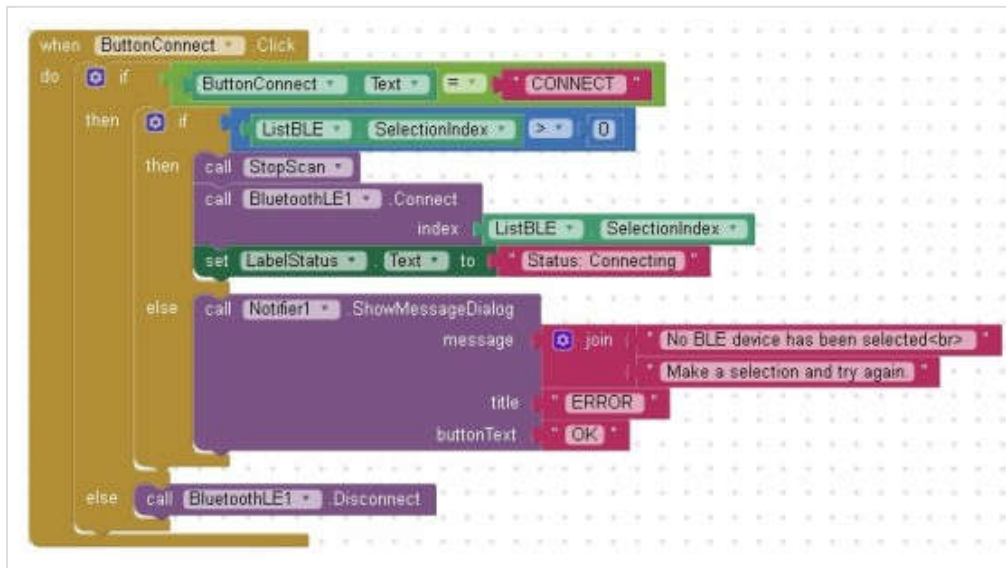 when ButtonConnect .Click
do if ButtonConnect . Text = " CONNECT "
then if ListBLE . SelectionIndex > 0
then call StopScan
call BluetoothLE1 .Connect
index ListBLE . SelectionIndex
set LabelStatus . Text to " Status: Connecting "
else call Notifier1 .ShowMessageDialog
message join " No BLE device has been selected<br> "
" Make a selection and try again. "
title " ERROR "
buttonText " OK "
else call BluetoothLE1 .Disconnect